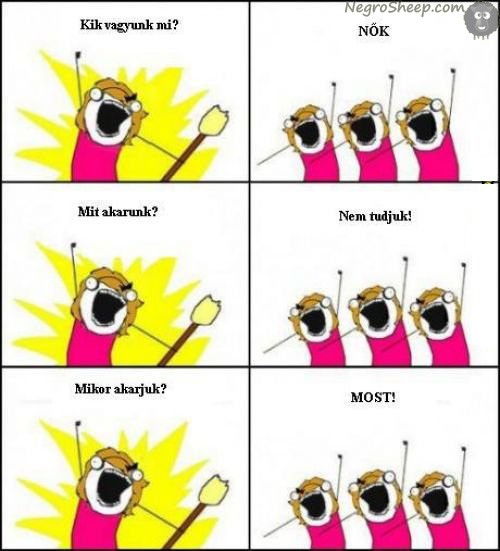 NegroSheep.com
Kik vagyunk mi?
NŐK
Mit akarunk?
Nem tudjuk!
Mikor akarjuk?
MOST!